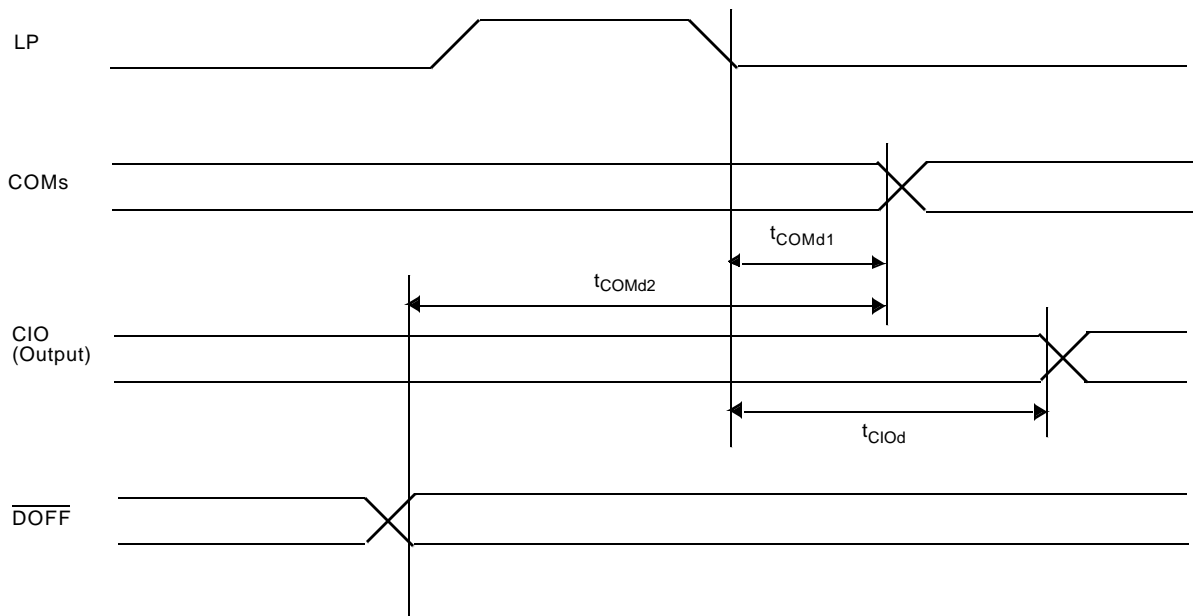 LP
COMs
tCOMd1
tCOMd2
CIO
(Output)
tCIOd
DOFF